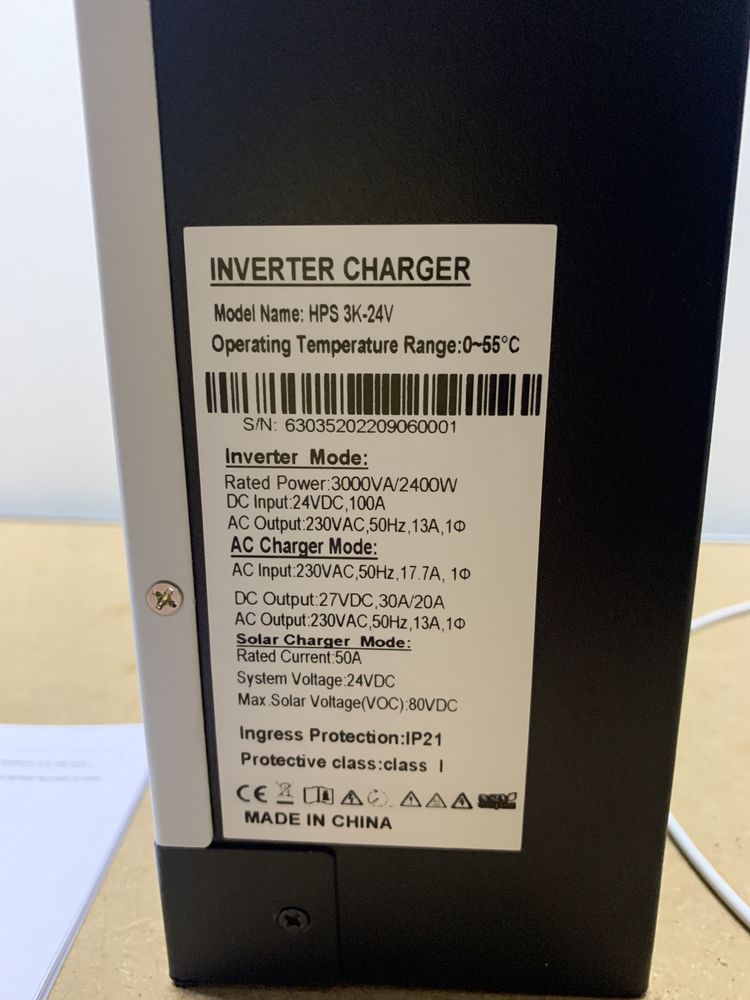 INVERTER CHARGER
Model Name: HPS 3K-24V
Operating Temperature Range:0~55°C
S/N: 63035202209060001
Inverter Mode:
Rated Power:3000VA/2400W
DC Input:24VDC,100A
AC Output:230VAC,50Hz,13A,1Φ
AC Charger Mode:
AC Input:230VAC,50Hz,17.7A, 1Φ
DC Output:27VDC,30A/20A
AC Output:230VAC,50Hz,13A,1Φ
Solar Charger Mode:
Rated Current:50A
System Voltage:24VDC
Max.Solar Voltage(VOC):80VDC
Ingress Protection:IP21
Protective class:class I
CE
MADE IN CHINA